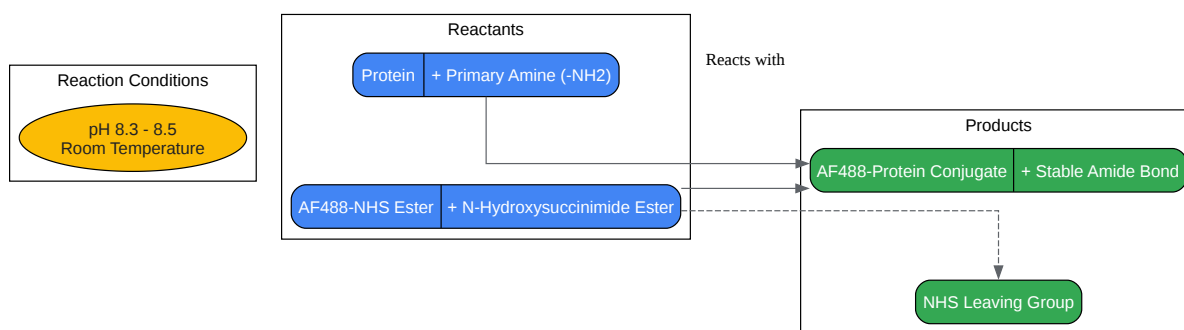 Reaction Conditions
pH 8.3 - 8.5
Room Temperature
Reactants
Protein
+ Primary Amine (-NH2)
AF488-NHS Ester
+ N-Hydroxysuccinimide Ester
Reacts with
Products
AF488-Protein Conjugate
+ Stable Amide Bond
NHS Leaving Group